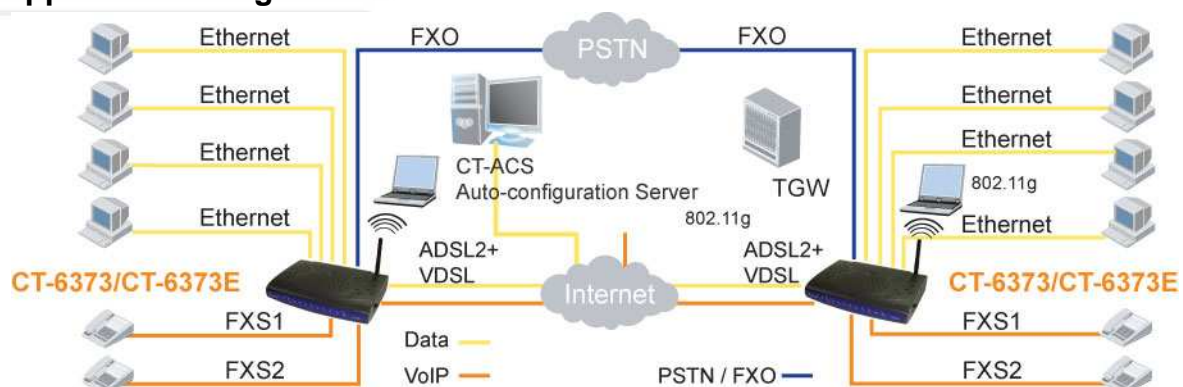 Ethernet
FXO
PSTN
FXO
Ethernet
Ethernet
Ethernet
Ethernet
Ethernet
CT-ACS
Auto-configuration Server
TGW
802.11g
802.11g
Ethernet
Ethernet
ADSL2+
VDSL
ADSL2+
VDSL
CT-6373/CT-6373E
Internet
CT-6373/CT-6373E
FXS1
FXS1
Data
FXS2
VoIP
PSTN / FXO
FXS2